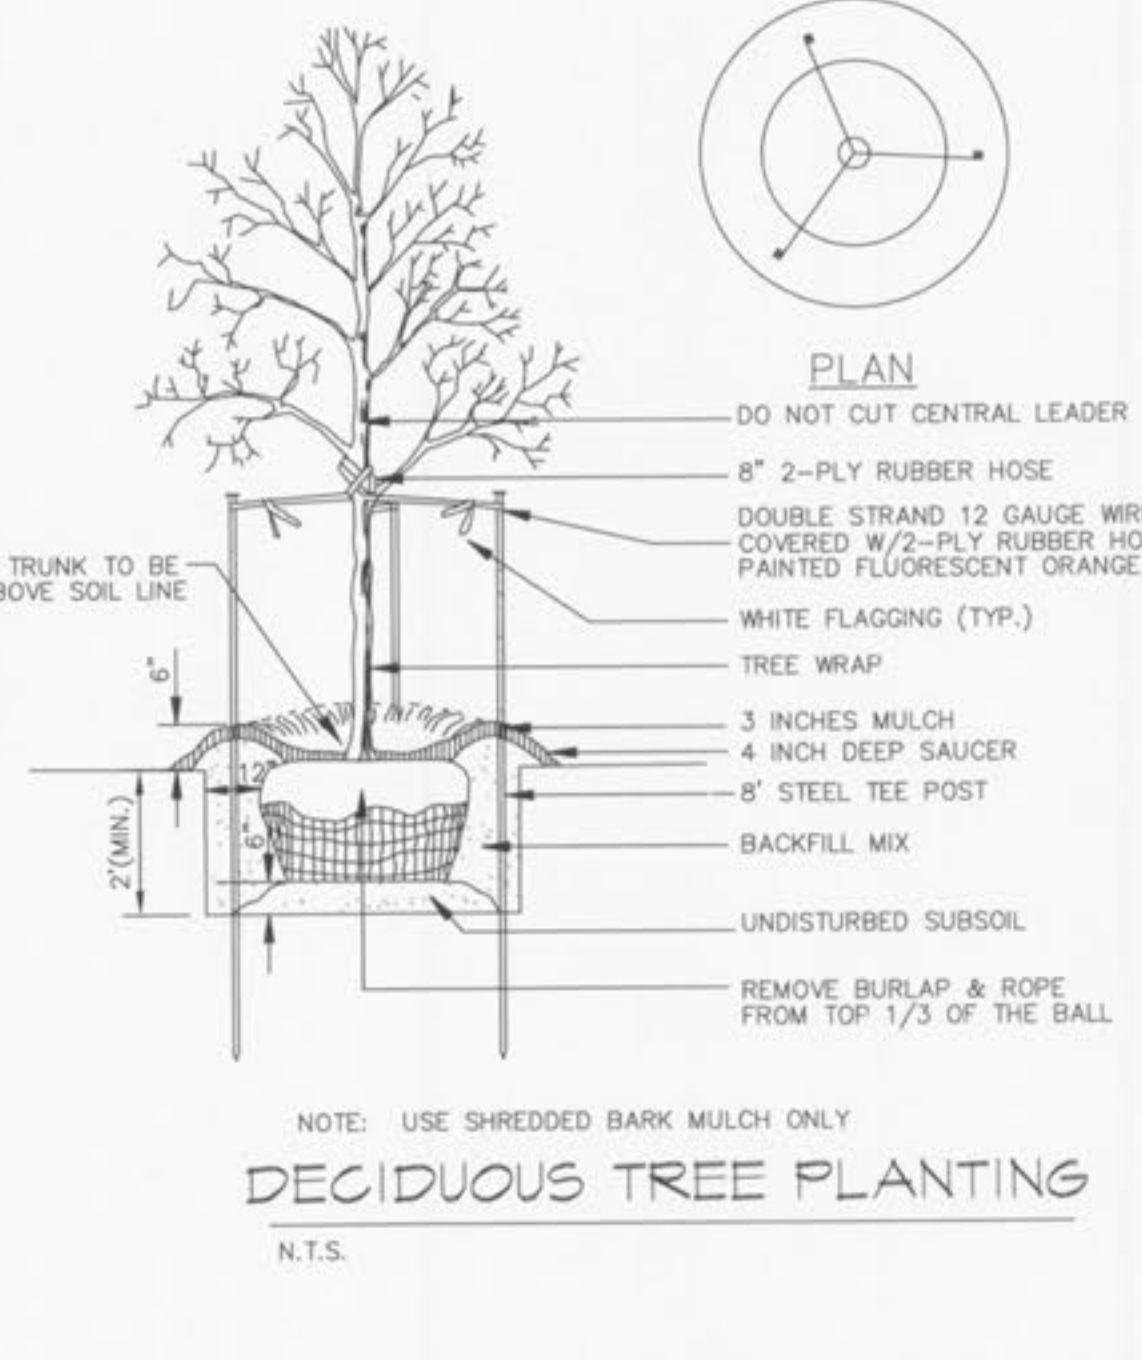 PLAN
DO NOT CUT CENTRAL LEADER
8" 2-PLY RUBBER HOSE
DOUBLE STRAND 12 GAUGE WIR
COVERED W/2-PLY RUBBER HO
PAINTED FLUORESCENT ORANGE
TRUNK TO BE
BOVE SOIL LINE
WHITE FLAGGING (TYP.)
TREE WRAP
6"
3 INCHES MULCH
4 INCH DEEP SAUCER
12"
8' STEEL TEE POST
2'(MIN.)
6"
BACKFILL MIX
UNDISTURBED SUBSOIL
REMOVE BURLAP & ROPE
FROM TOP 1/3 OF THE BALL
NOTE: USE SHREDDED BARK MULCH ONLY
DECIDUOUS TREE PLANTING
N.T.S.